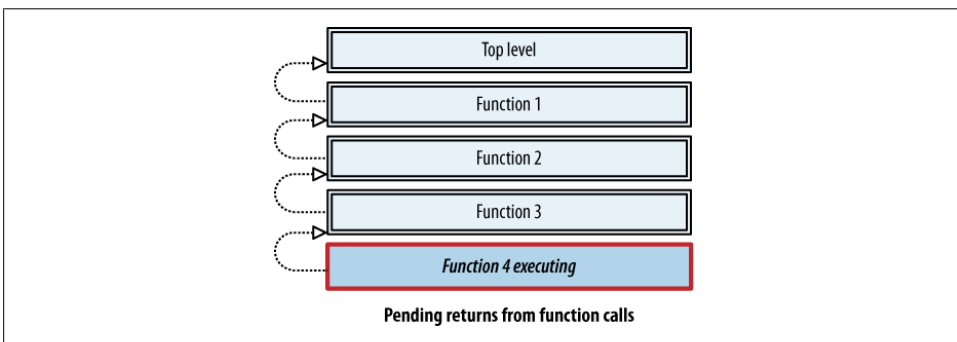 Top level
Function 1
Function 2
Function 3
Function 4 executing
Pending returns from function calls